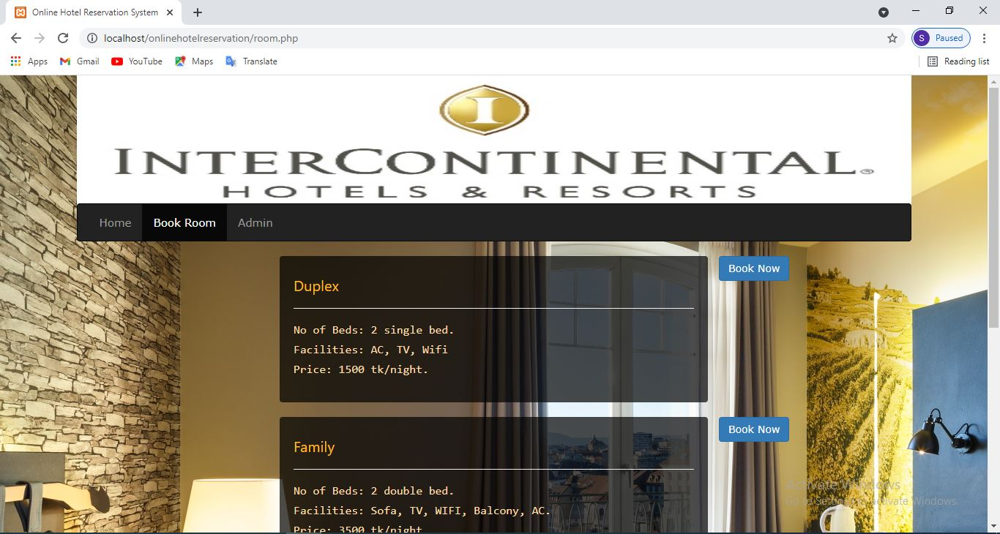 Online Hotel Reservation System
localhost/onlinehotelreservation/room.php
S Paused
Apps Gmail YouTube Maps Translate Reading list
I
INTERCONTINENTAL®
HOTELS & RESORTS
Home Book Room Admin
Duplex
Book Now
No of Beds: 2 single bed.
Facilities: AC, TV, Wifi
Price: 1500 tk/night.
Family
Book Now
No of Beds: 2 double bed.
Facilities: Sofa, TV, WIFI, Balcony, AC.
Price: 3500 tk/night
Activate Windows
Go to Settings to activate Windows.